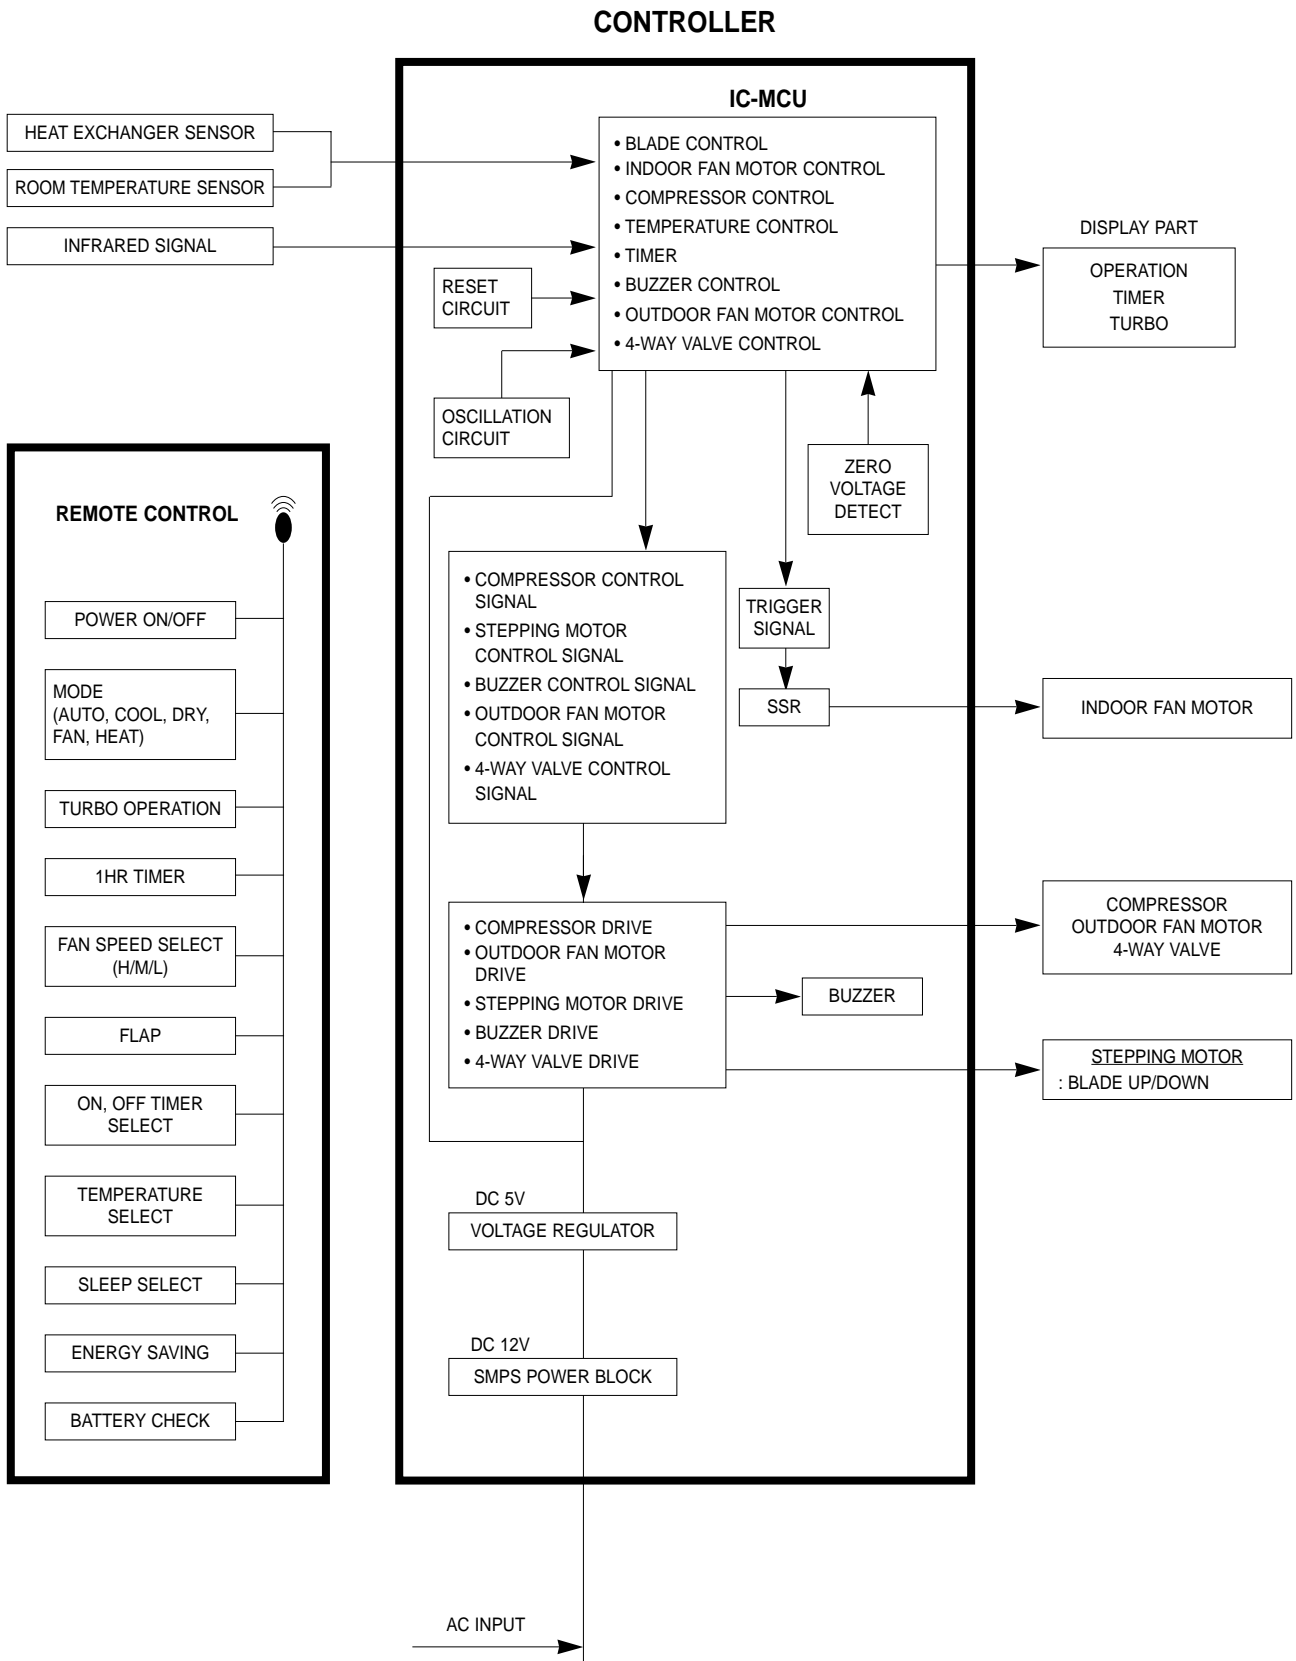 CONTROLLER
IC-MCU
HEAT EXCHANGER SENSOR
ROOM TEMPERATURE SENSOR
INFRARED SIGNAL
• BLADE CONTROL
• INDOOR FAN MOTOR CONTROL
• COMPRESSOR CONTROL
• TEMPERATURE CONTROL
• TIMER
• BUZZER CONTROL
• OUTDOOR FAN MOTOR CONTROL
• 4-WAY VALVE CONTROL
DISPLAY PART
OPERATION
TIMER
TURBO
RESET
CIRCUIT
OSCILLATION
CIRCUIT
ZERO
VOLTAGE
DETECT
REMOTE CONTROL
POWER ON/OFF
MODE
(AUTO, COOL, DRY,
FAN, HEAT)
TURBO OPERATION
1HR TIMER
FAN SPEED SELECT
(H/M/L)
FLAP
ON, OFF TIMER
SELECT
TEMPERATURE
SELECT
SLEEP SELECT
ENERGY SAVING
BATTERY CHECK
• COMPRESSOR CONTROL
SIGNAL
• STEPPING MOTOR
CONTROL SIGNAL
• BUZZER CONTROL SIGNAL
• OUTDOOR FAN MOTOR
CONTROL SIGNAL
• 4-WAY VALVE CONTROL
SIGNAL
TRIGGER
SIGNAL
SSR
INDOOR FAN MOTOR
• COMPRESSOR DRIVE
• OUTDOOR FAN MOTOR
DRIVE
• STEPPING MOTOR DRIVE
• BUZZER DRIVE
• 4-WAY VALVE DRIVE
COMPRESSOR
OUTDOOR FAN MOTOR
4-WAY VALVE
BUZZER
STEPPING MOTOR
: BLADE UP/DOWN
DC 5V
VOLTAGE REGULATOR
DC 12V
SMPS POWER BLOCK
AC INPUT